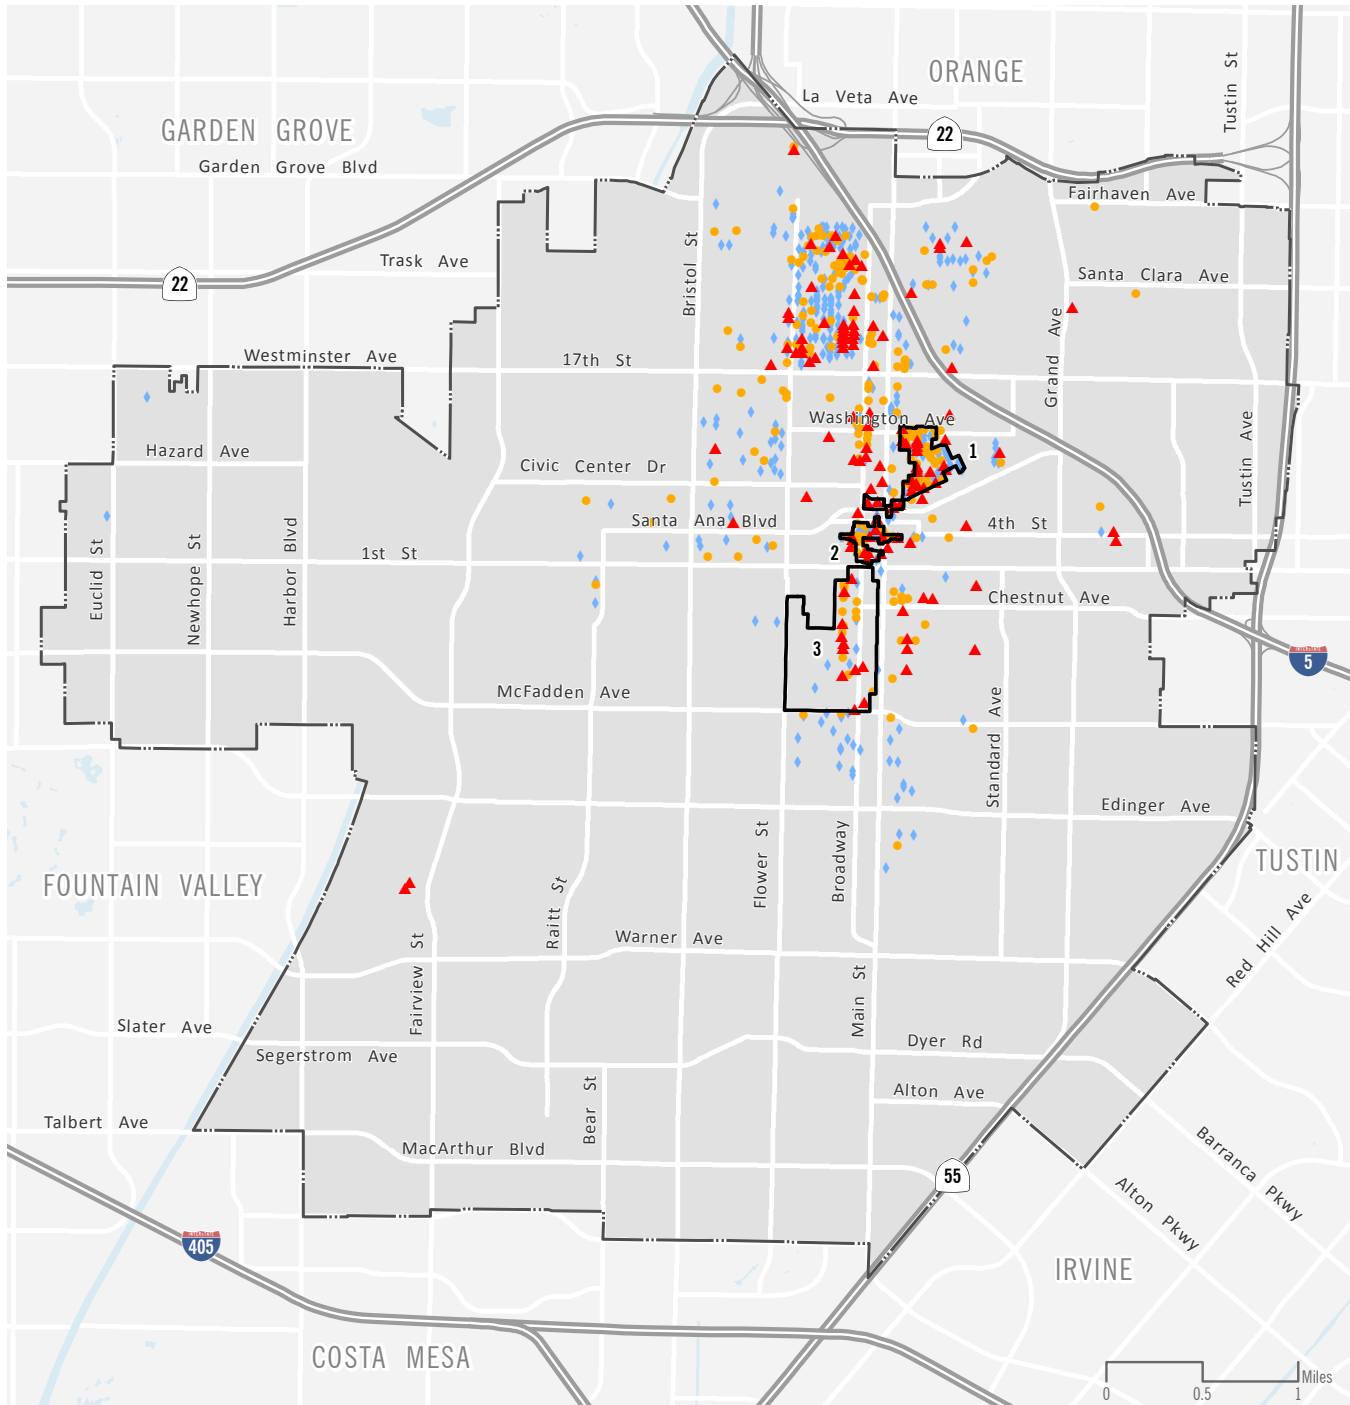 ORANGE
Tustin St
La Veta Ave
GARDEN GROVE
22
Garden Grove Blvd
Fairhaven Ave
Trask Ave
Bristol St
Santa Clara Ave
22
Grand Ave
Westminster Ave
17th St
Washington Ave
Tustin Ave
Hazard Ave
Civic Center Dr
1
Santa Ana Blvd
4th St
1st St
2
Euclid St
Newhope St
Harbor Blvd
Chestnut Ave
3
INTERSTATE
5
McFadden Ave
Standard Ave
Edinger Ave
Flower St
Broadway
TUSTIN
FOUNTAIN VALLEY
Raitt St
Red Hill Ave
Warner Ave
Fairview St
Main St
Slater Ave
Segerstrom Ave
Dyer Rd
Bear St
Alton Ave
Talbert Ave
MacArthur Blvd
Barranca Pkwy
55
Alton Pkwy
INTERSTATE
405
IRVINE
COSTA MESA
Miles
0 0.5 1